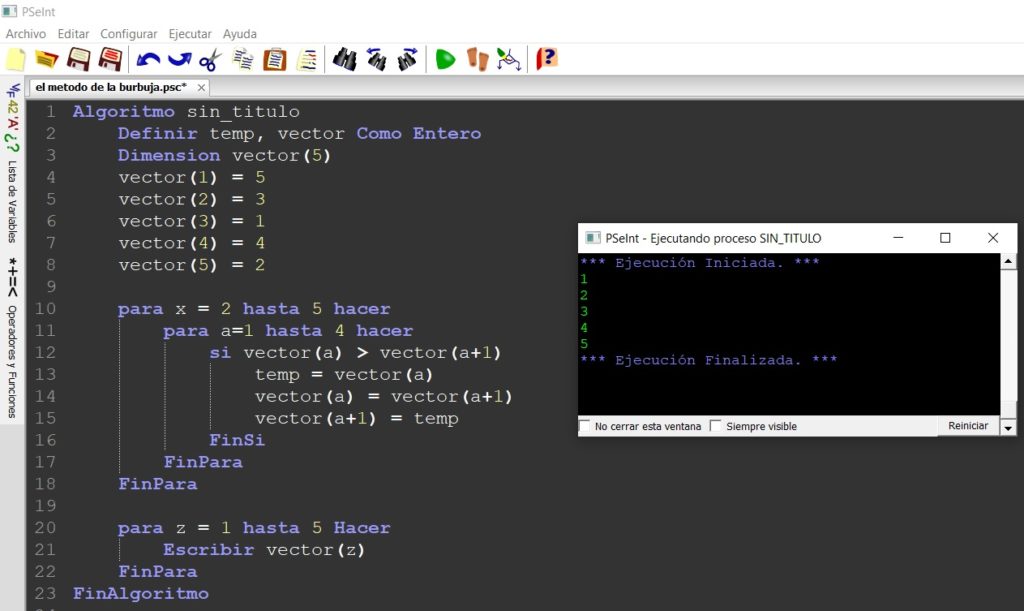 PSeInt
Archivo Editar Configurar Ejecutar Ayuda
el metodo de la burbuja.psc*
Lista de Variables
*+=<
Operadores y Funciones
1 Algoritmo sin_titulo
2 Definir temp, vector Como Entero
3 Dimension vector(5)
4 vector(1) = 5
5 vector(2) = 3
6 vector(3) = 1
7 vector(4) = 4
8 vector(5) = 2
9
10 para x = 2 hasta 5 hacer
11 para a=1 hasta 4 hacer
12 si vector(a) > vector(a+1)
13 temp = vector(a)
14 vector(a) = vector(a+1)
15 vector(a+1) = temp
16 FinSi
17 FinPara
18 FinPara
19
20 para z = 1 hasta 5 Hacer
21 Escribir vector(z)
22 FinPara
23 FinAlgoritmo
PSeInt - Ejecutando proceso SIN_TITULO
*** Ejecución Iniciada. ***
1
2
3
4
5
*** Ejecución Finalizada. ***
No cerrar esta ventana Siempre visible Reiniciar